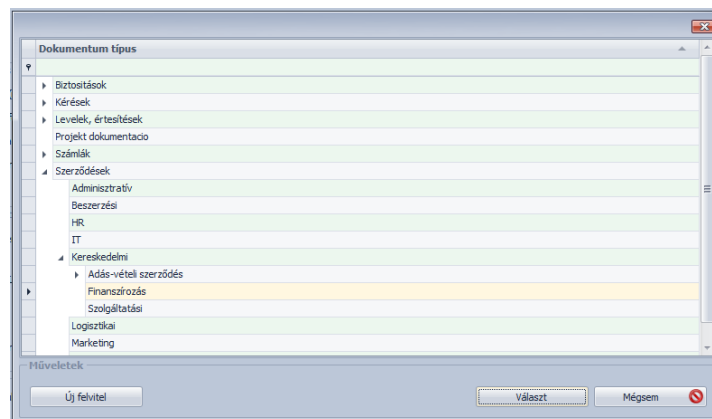 Dokumentum típus
Biztositások
Kérések
Levelek, értesítések
Projekt dokumentacio
Számlák
Szerződések
Adminisztratív
Beszerzési
HR
IT
Kereskedelmi
Adás-vételi szerződés
Finanszírozás
Szolgáltatási
Logisztikai
Marketing
Műveletek
Új felvitel
Választ
Mégsem